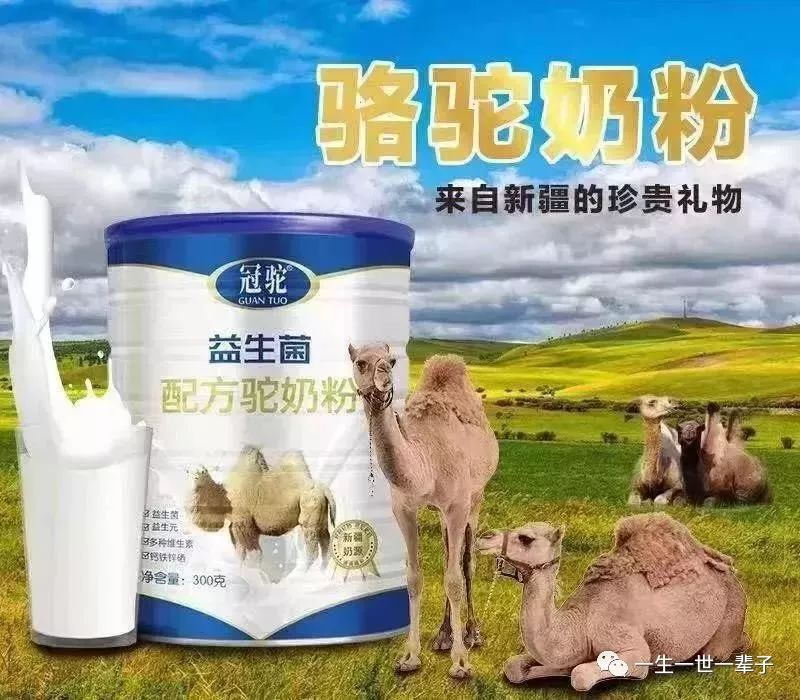 骆驼奶粉
来自新疆的珍贵礼物
冠驼®
GUAN TUO
益生菌
配方驼奶粉
益生菌
益生元
多种维生素
钙铁锌硒
净含量：300克
新疆
奶源
一生一世一辈子